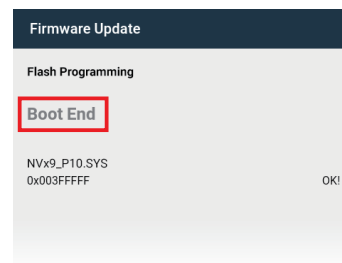 Firmware Update
Flash Programming
Boot End
NVx9_P10.SYS
0x003FFFFF OK!